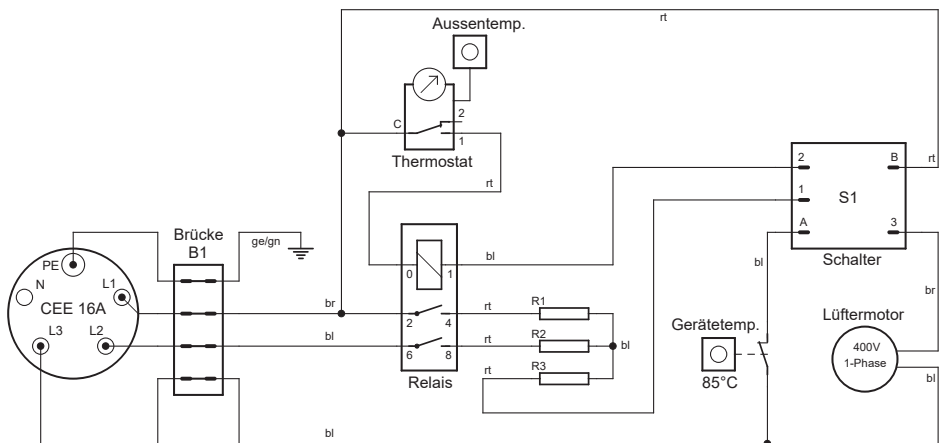 rt
Aussentemp.
2
C
1
Thermostat
rt
2
B
rt
1
S1
A
3
Schalter
Brücke
B1
ge/gn
PE
N
L1
CEE 16A
L3
L2
0
1
bl
br
2
4
rt
R1
bl
6
8
rt
R2
bl
R3
Relais
bl
br
Gerätetemp.
85°C
Lüftermotor
400V
1-Phase
bl
bl